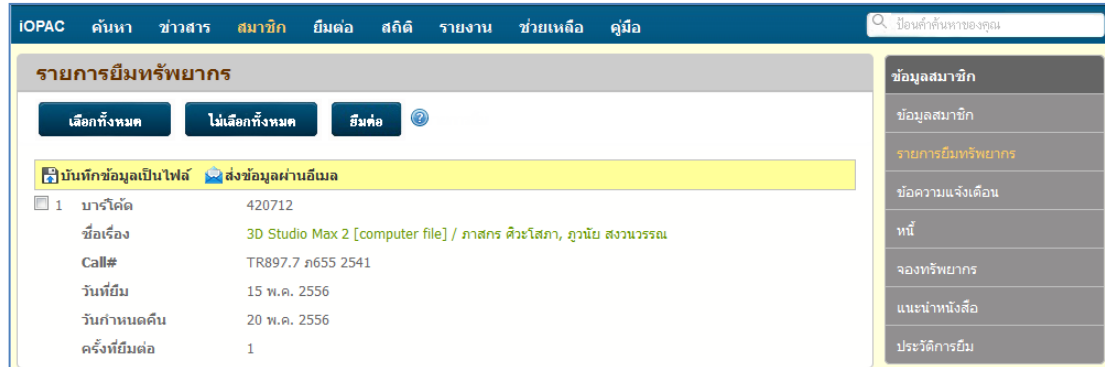 iOPAC ค้นหา ข่าวสาร สมาชิก ยืมต่อ สถิติ รายงาน ช่วยเหลือ คู่มือ ป้อนคำค้นหาของคุณ
รายการยืมทรัพยากร
เลือกทั้งหมด ไม่เลือกทั้งหมด ยืมต่อ
บันทึกข้อมูลเป็นไฟล์ ส่งข้อมูลผ่านอีเมล
1 บาร์โค้ด 420712
ชื่อเรื่อง 3D Studio Max 2 [computer file] / ภาสกร ศิวะโสภา, ภูวนัย สงวนวรรณ
Call# TR897.7 ภ655 2541
วันที่ยืม 15 พ.ค. 2556
วันกำหนดคืน 20 พ.ค. 2556
ครั้งที่ยืมต่อ 1
ข้อมูลสมาชิก
ข้อมูลสมาชิก
รายการยืมทรัพยากร
ข้อความแจ้งเตือน
หนี้
จองทรัพยากร
แนะนำหนังสือ
ประวัติการยืม